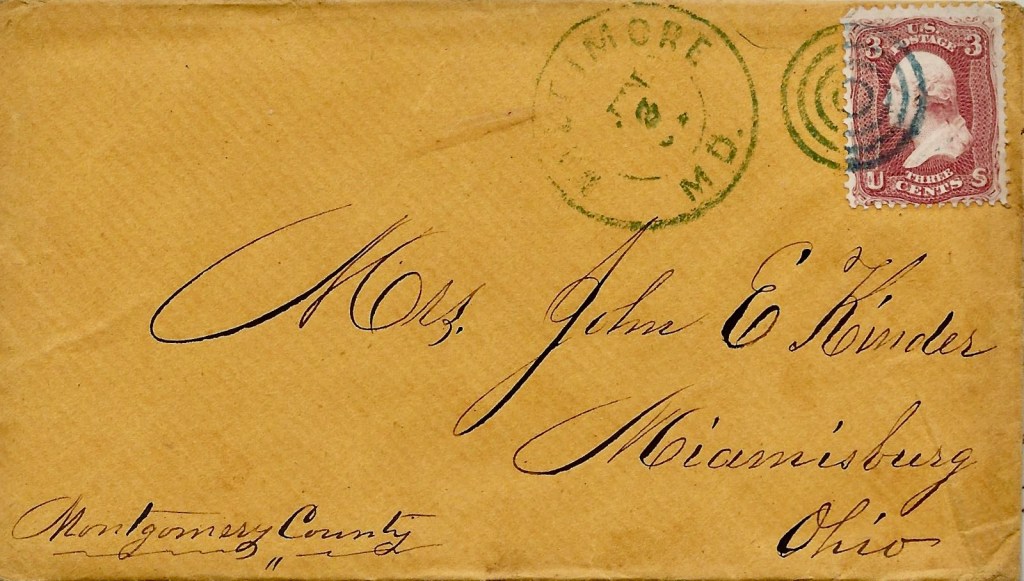 BALTIMORE
MD.
3 U.S. 3
POSTAGE
THREE
U CENTS S
Mrs. John E Kinder
Miamisburg
Ohio
Montgomery County